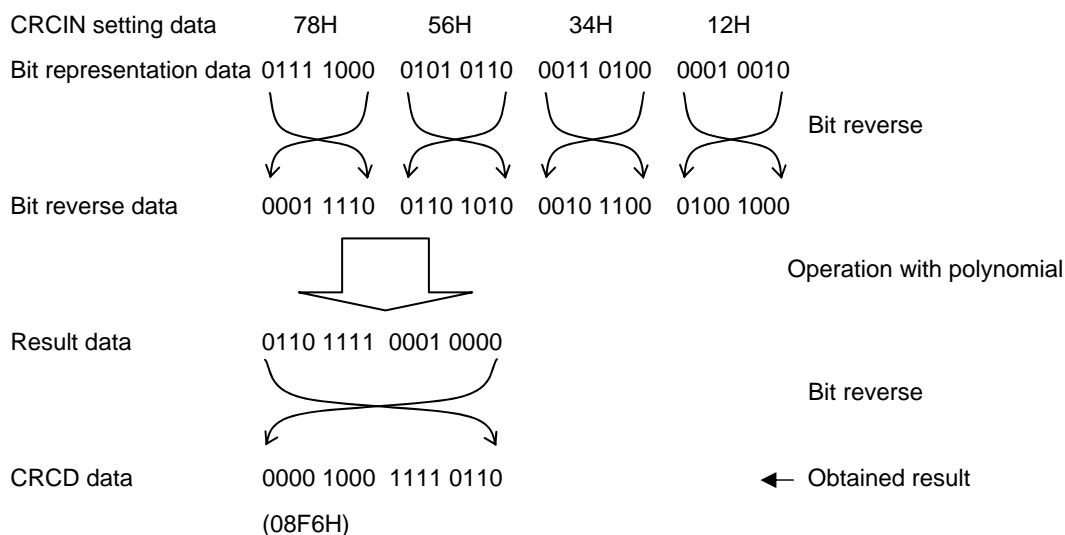 CRCIN setting data 78H 56H 34H 12H
Bit representation data 0111 1000 0101 0110 0011 0100 0001 0010
Bit reverse
Bit reverse data 0001 1110 0110 1010 0010 1100 0100 1000
Operation with polynomial
Result data 0110 1111 0001 0000
Bit reverse
CRCD data 0000 1000 1111 0110 Obtained result
(08F6H)